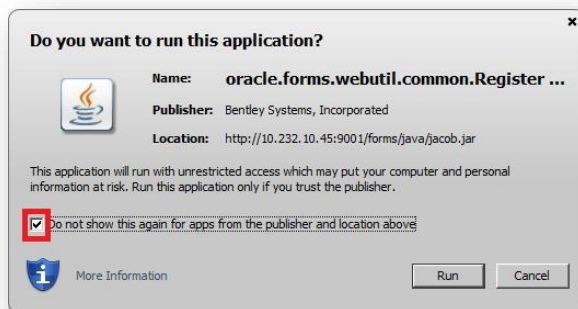 Do you want to run this application?
Name: oracle.forms.webutil.common.Register ...
Publisher: Bentley Systems, Incorporated
Location: http://10.232.10.45:9001/forms/java/jacob.jar
This application will run with unrestricted access which may put your computer and personal
information at risk. Run this application only if you trust the publisher.
Do not show this again for apps from the publisher and location above
More Information
Run
Cancel